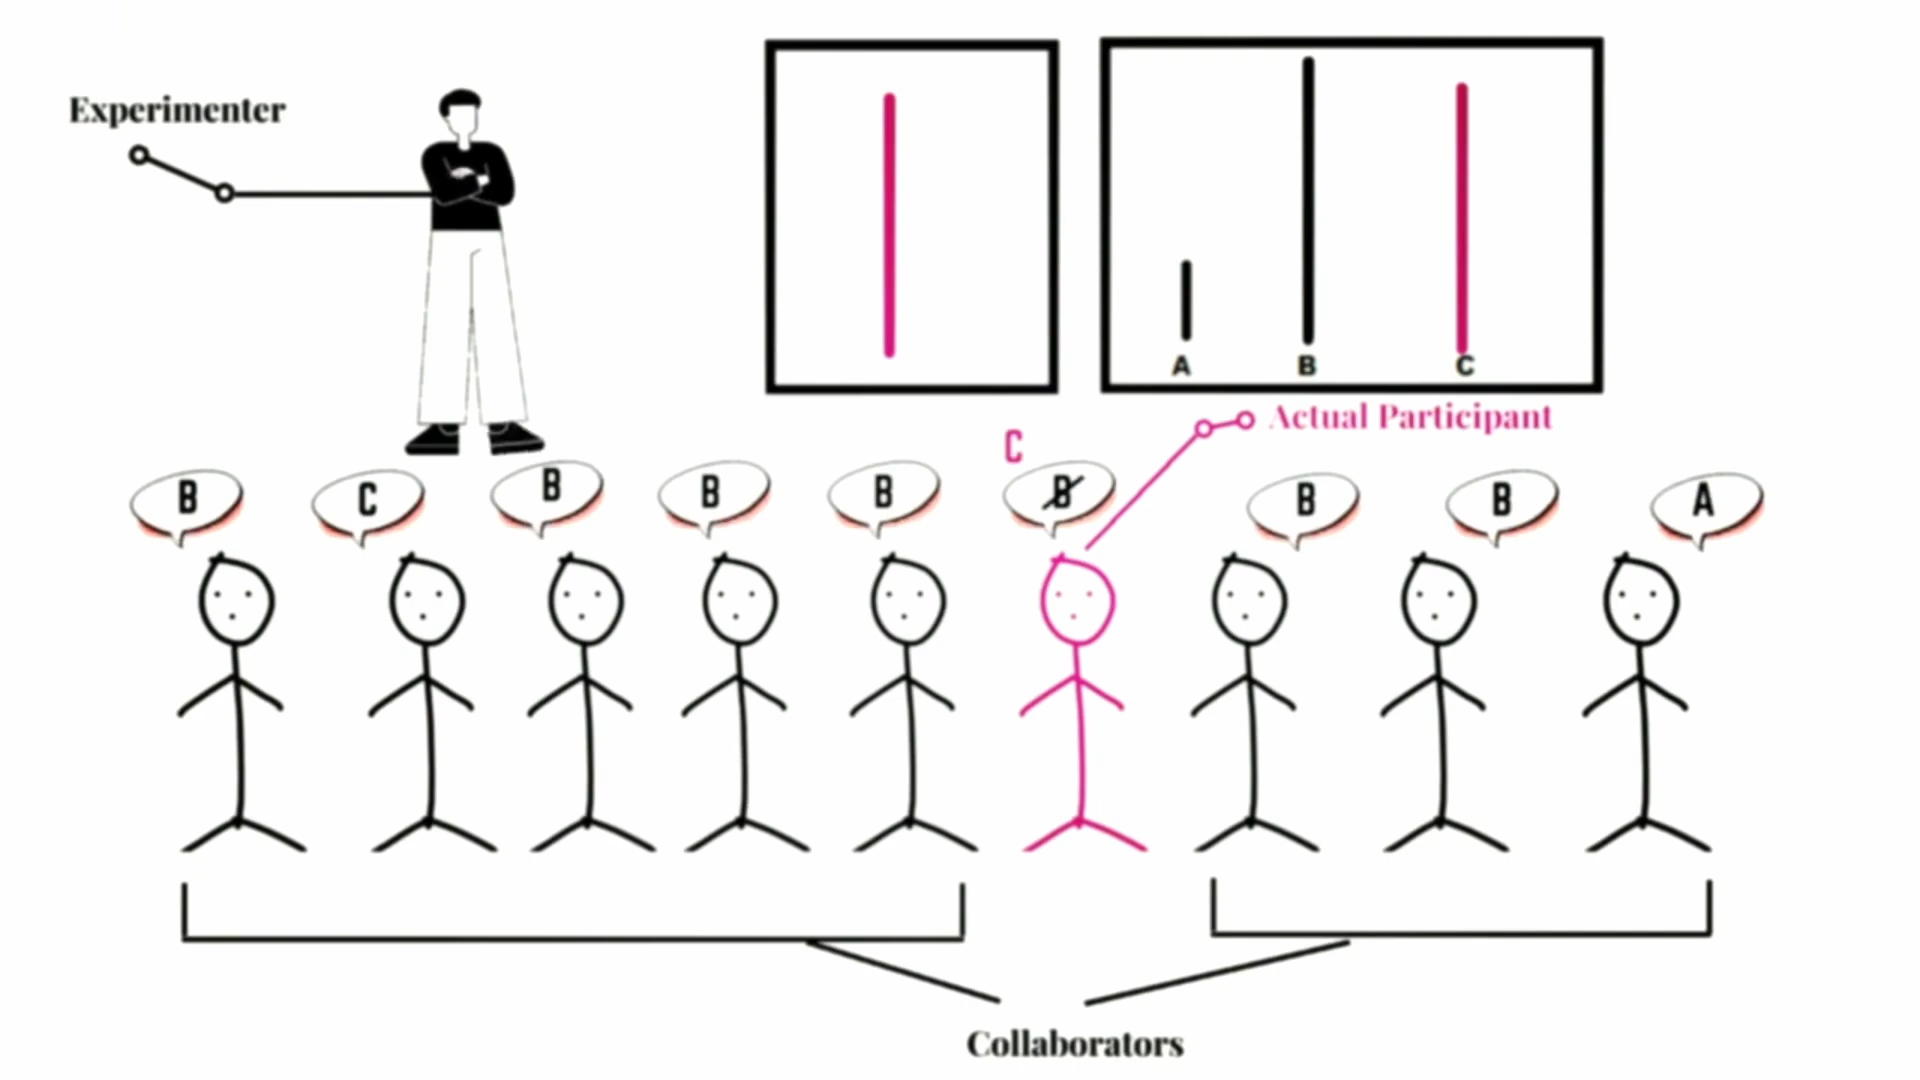 Experimenter
A B C
Actual Participant
C
B C B B B B B B A
Collaborators